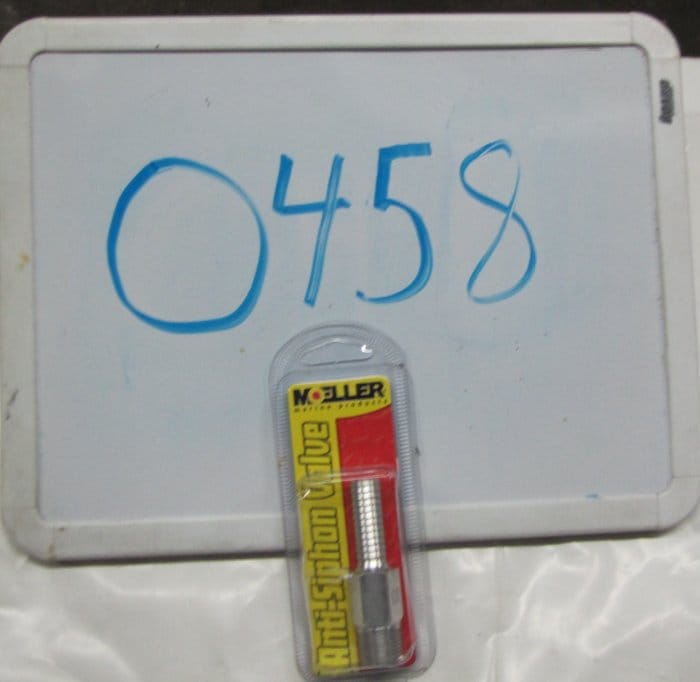 0458
MOELLER
marine products
Anti-Siphon Valve